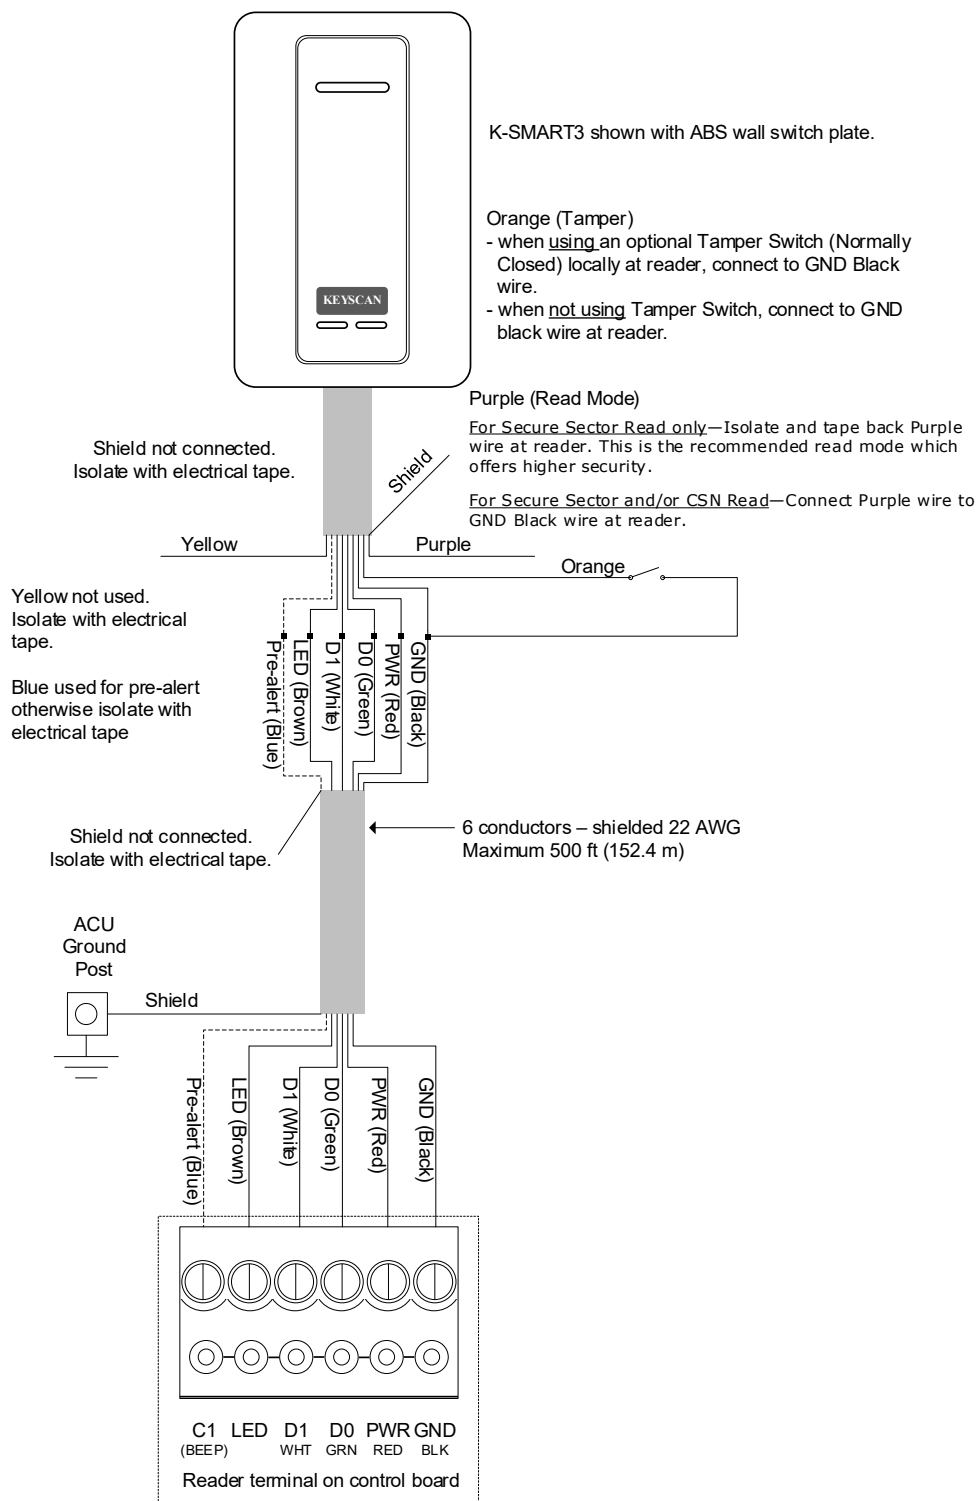 K-SMART3 shown with ABS wall switch plate.
Orange (Tamper)
- when using an optional Tamper Switch (Normally
Closed) locally at reader, connect to GND Black
wire.
- when not using Tamper Switch, connect to GND
black wire at reader.
KEYSCAN
Purple (Read Mode)
For Secure Sector Read only—Isolate and tape back Purple
wire at reader. This is the recommended read mode which
offers higher security.
For Secure Sector and/or CSN Read—Connect Purple wire to
GND Black wire at reader.
Shield not connected.
Isolate with electrical tape.
Shield
Yellow
Purple
Orange
Yellow not used.
Isolate with electrical
tape.
Blue used for pre-alert
otherwise isolate with
electrical tape
Pre-alert (Blue)
LED (Brown)
D1 (White)
D0 (Green)
PWR (Red)
GND (Black)
Shield not connected.
Isolate with electrical tape.
6 conductors – shielded 22 AWG
Maximum 500 ft (152.4 m)
ACU
Ground
Post
Shield
Pre-alert (Blue)
LED (Brown)
D1 (White)
D0 (Green)
PWR (Red)
GND (Black)
C1 LED D1 D0 PWR GND
(BEEP) WHT GRN RED BLK
Reader terminal on control board